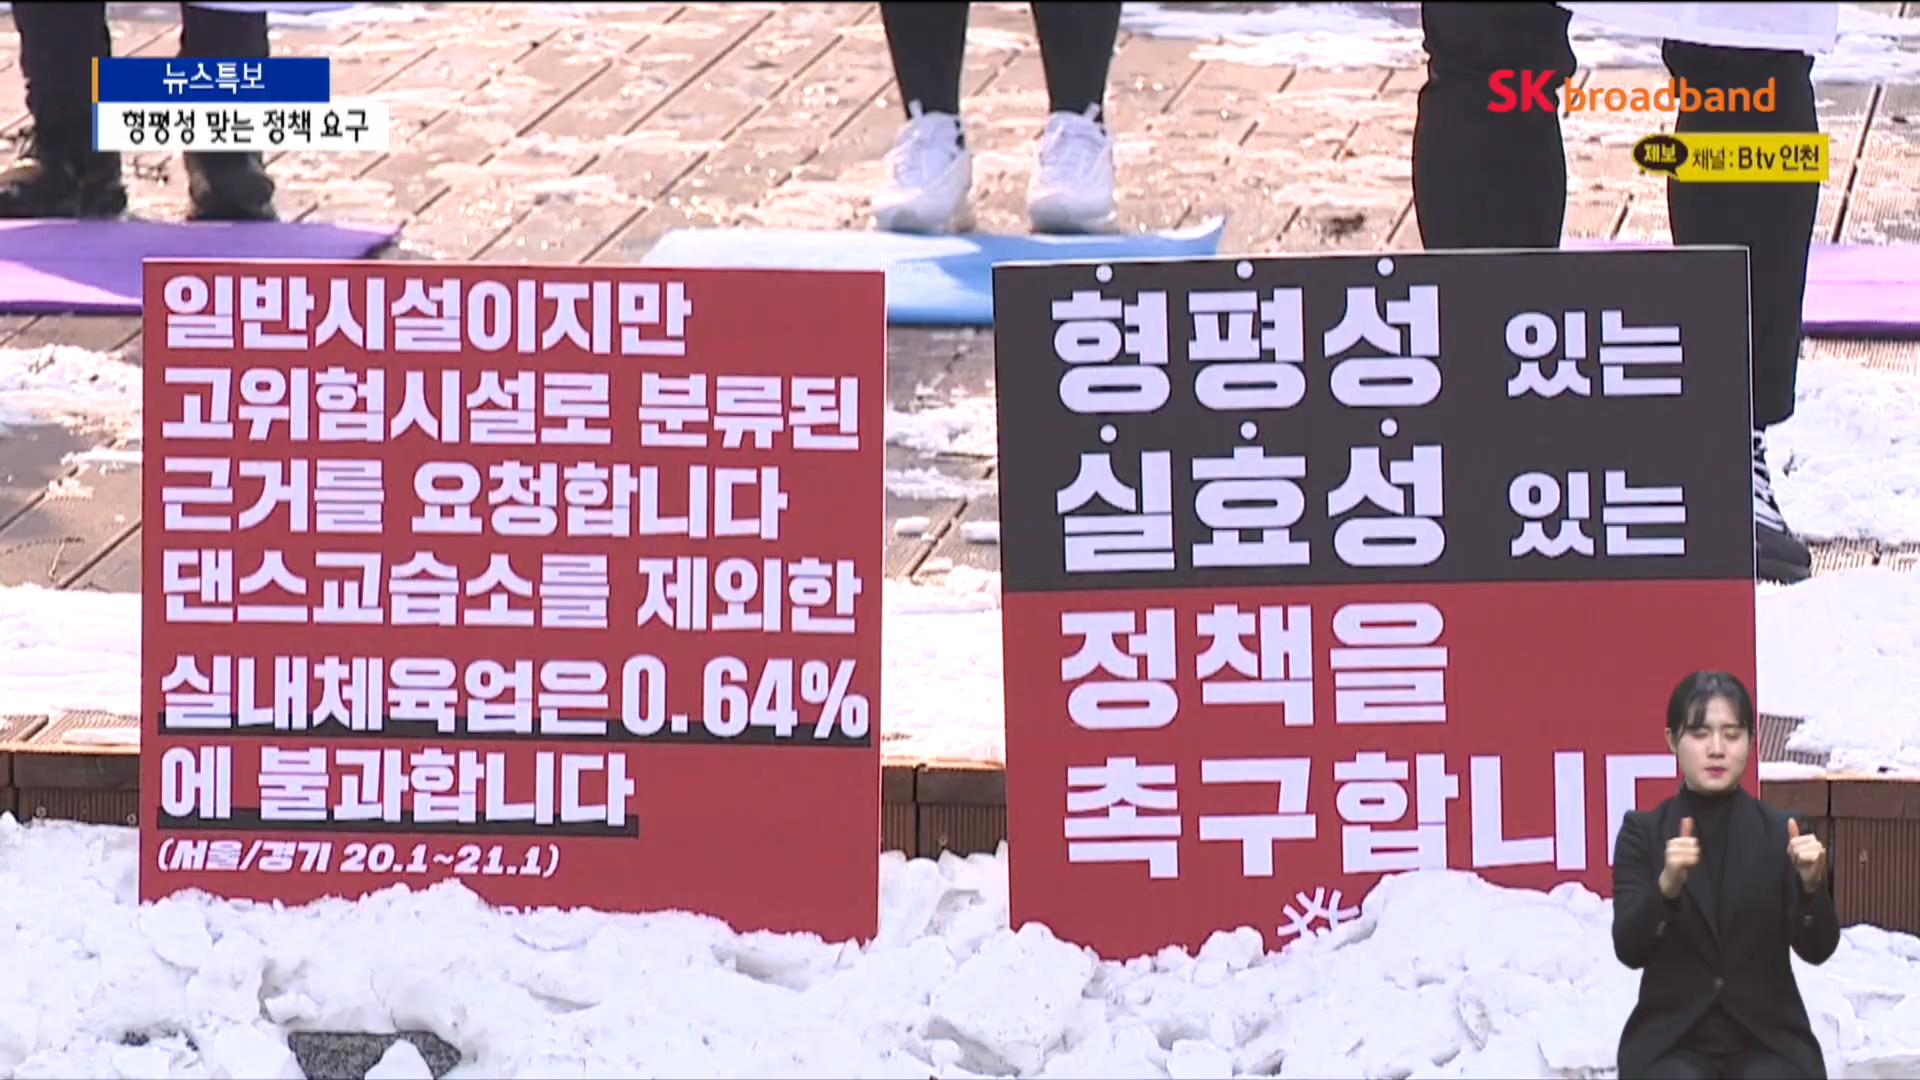 뉴스특보
형평성 맞는 정책 요구
SK broadband
제보 채널 : B tv 인천
일반시설이지만
고위험시설로 분류된
근거를 요청합니다
댄스교습소를 제외한
실내체육업은 0.64%
에 불과합니다
(서울/경기 20.1~21.1)
형평성 있는
실효성 있는
정책을
촉구합니다